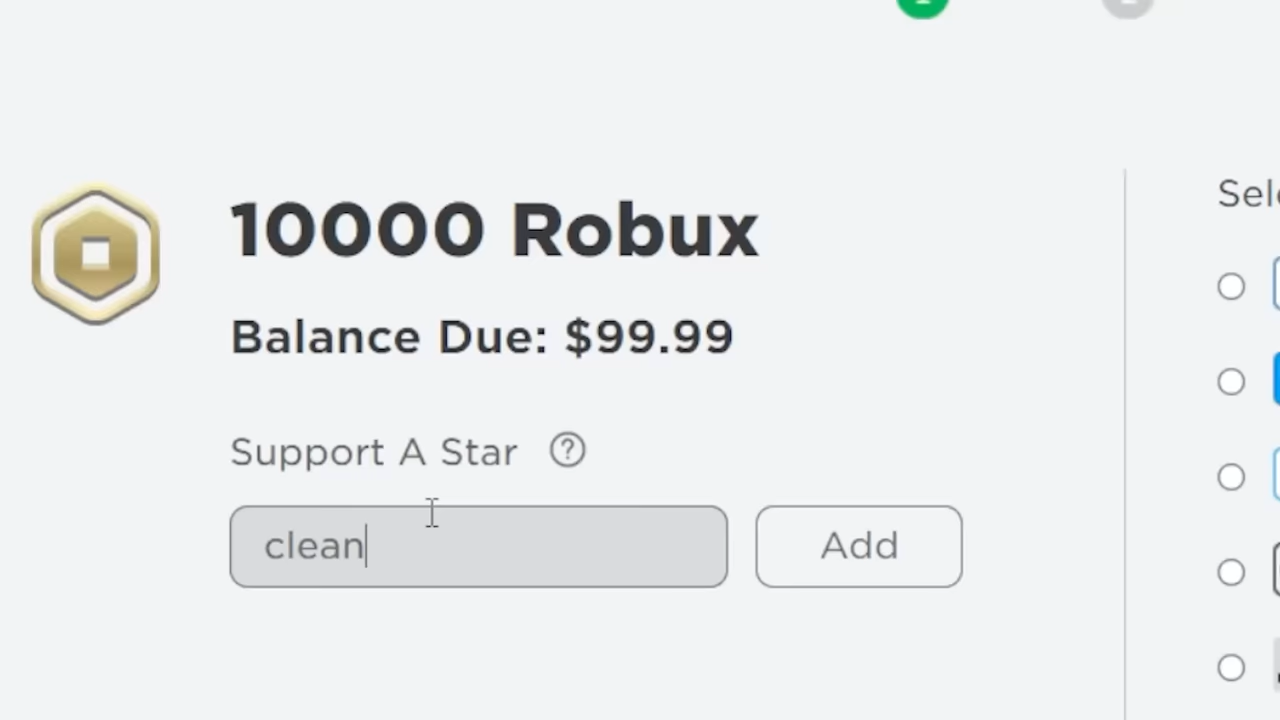 10000 Robux
Balance Due: $99.99
Support A Star ?
clean
Add